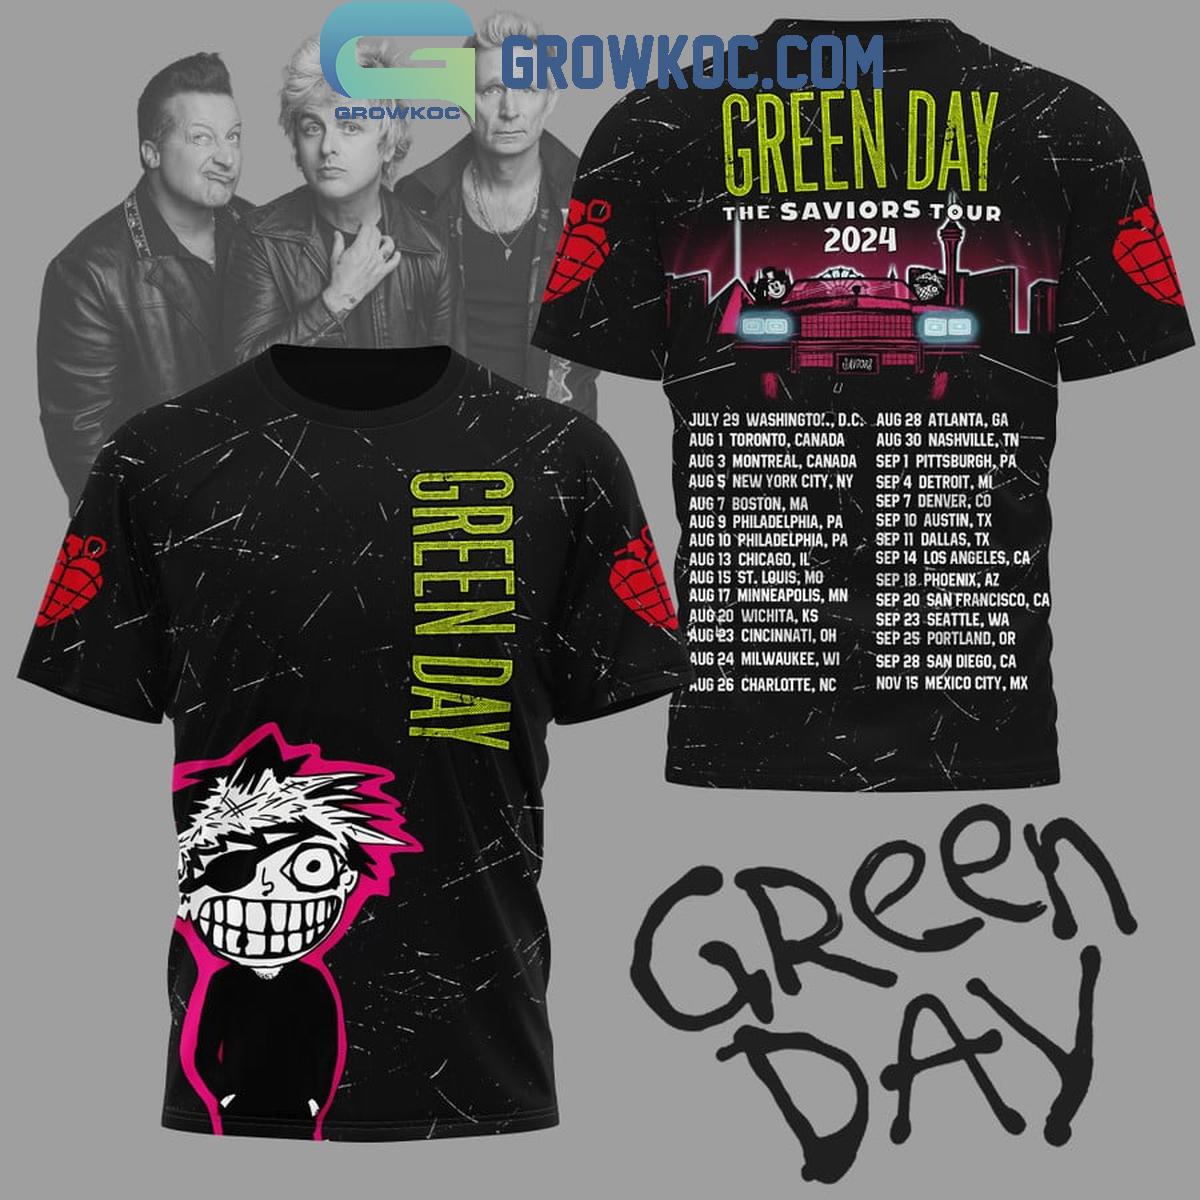 GROWKOC
GROWKOC.COM
GREEN DAY
THE SAVIORS TOUR
2024
SAVIORS
JULY 29 WASHINGTON, D.C.
AUG 1 TORONTO, CANADA
AUG 3 MONTREAL, CANADA
AUG 5 NEW YORK CITY, NY
AUG 7 BOSTON, MA
AUG 9 PHILADELPHIA, PA
AUG 10 PHILADELPHIA, PA
AUG 13 CHICAGO, IL
AUG 15 ST. LOUIS, MO
AUG 17 MINNEAPOLIS, MN
AUG 20 WICHITA, KS
AUG 23 CINCINNATI, OH
AUG 24 MILWAUKEE, WI
AUG 26 CHARLOTTE, NC
AUG 28 ATLANTA, GA
AUG 30 NASHVILLE, TN
SEP 1 PITTSBURGH, PA
SEP 4 DETROIT, MI
SEP 7 DENVER, CO
SEP 10 AUSTIN, TX
SEP 11 DALLAS, TX
SEP 14 LOS ANGELES, CA
SEP 18 PHOENIX, AZ
SEP 20 SAN FRANCISCO, CA
SEP 23 SEATTLE, WA
SEP 25 PORTLAND, OR
SEP 28 SAN DIEGO, CA
NOV 15 MEXICO CITY, MX
GREEN DAY
GReen
DAY